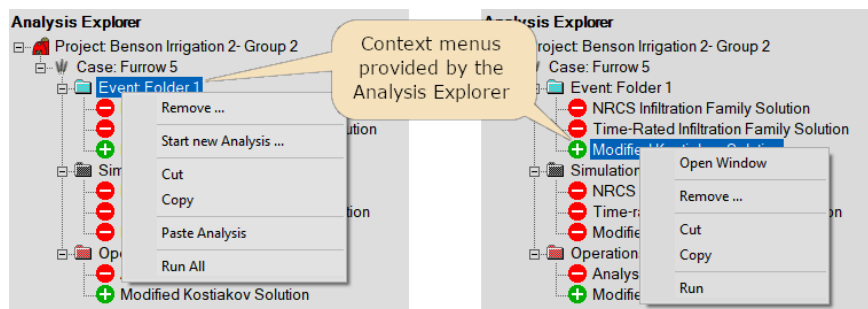 Analysis Explorer
Project: Benson Irrigation 2- Group 2
Case: Furrow 5
Event Folder 1
Remove ...
Start new Analysis ...
Cut
Copy
Paste Analysis
Run All
Modified Kostiakov Solution
Context menus
provided by the
Analysis Explorer
Analysis Explorer
Project: Benson Irrigation 2- Group 2
Case: Furrow 5
Event Folder 1
NRCS Infiltration Family Solution
Time-Rated Infiltration Family Solution
Simulation
NRCS
Operation
Open Window
Remove ...
Cut
Copy
Run